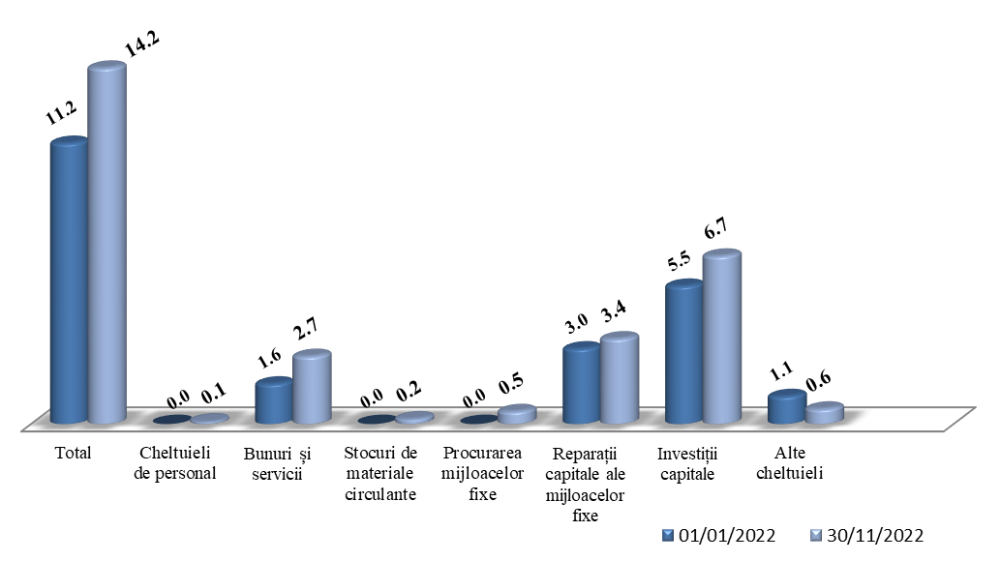 14.2
11.2
0.0
0.1
1.6
2.7
0.0
0.2
0.0
0.5
3.0
3.4
5.5
6.7
1.1
0.6
Total
Cheltuieli
de personal
Bunuri și
servicii
Stocuri de
materiale
circulante
Procurarea
mijloacelor
fixe
Reparații
capitale ale
mijloacelor
fixe
Investiții
capitale
Alte
cheltuieli
01/01/2022
30/11/2022